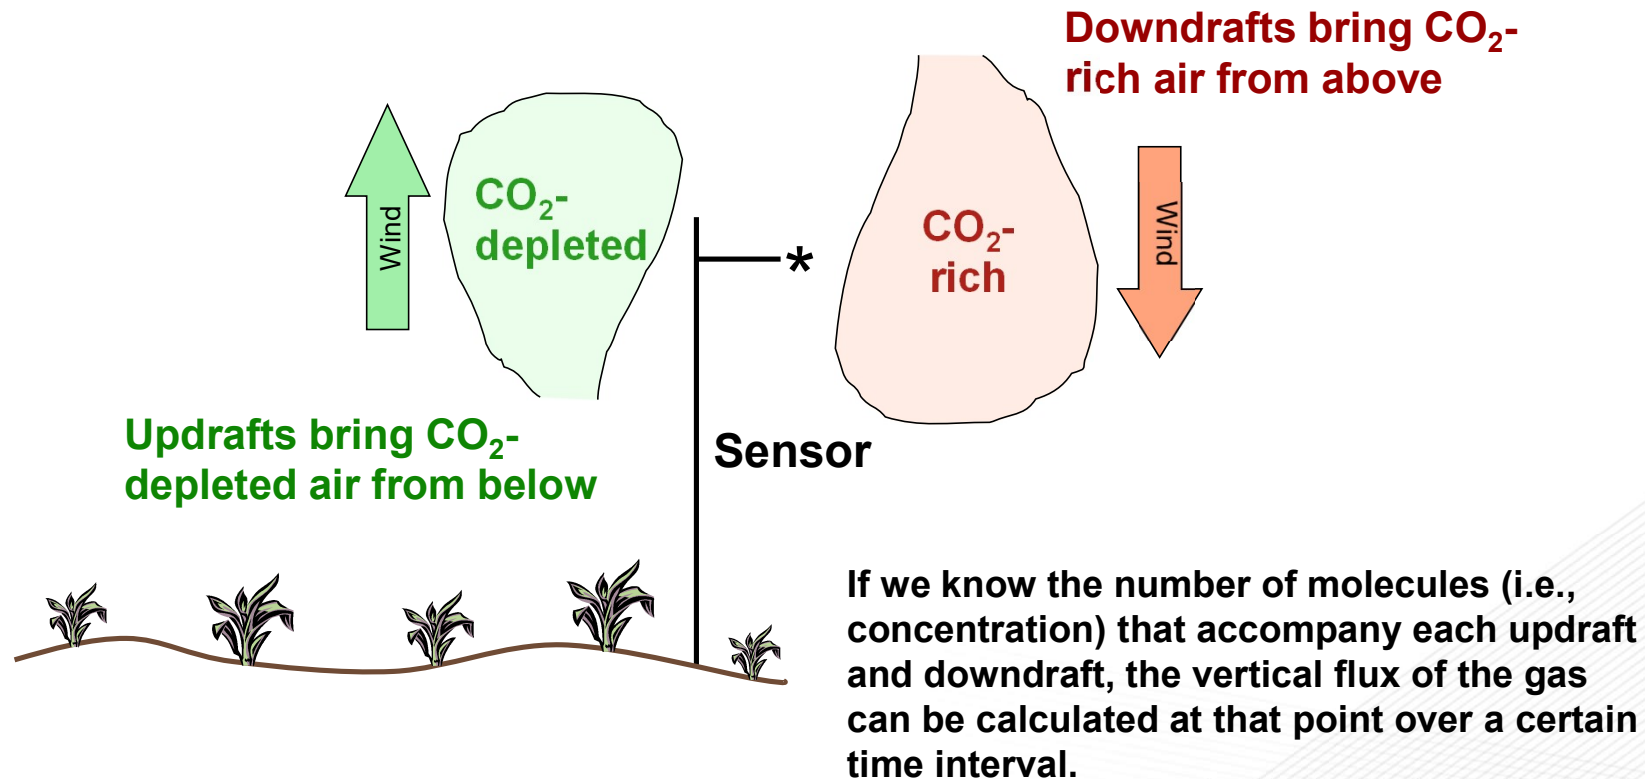 Downdrafts bring CO₂-
rich air from above
Wind
CO₂-
depleted
CO₂-
rich
Wind
*
Updrafts bring CO₂-
depleted air from below
Sensor
If we know the number of molecules (i.e.,
concentration) that accompany each updraft
and downdraft, the vertical flux of the gas
can be calculated at that point over a certain
time interval.